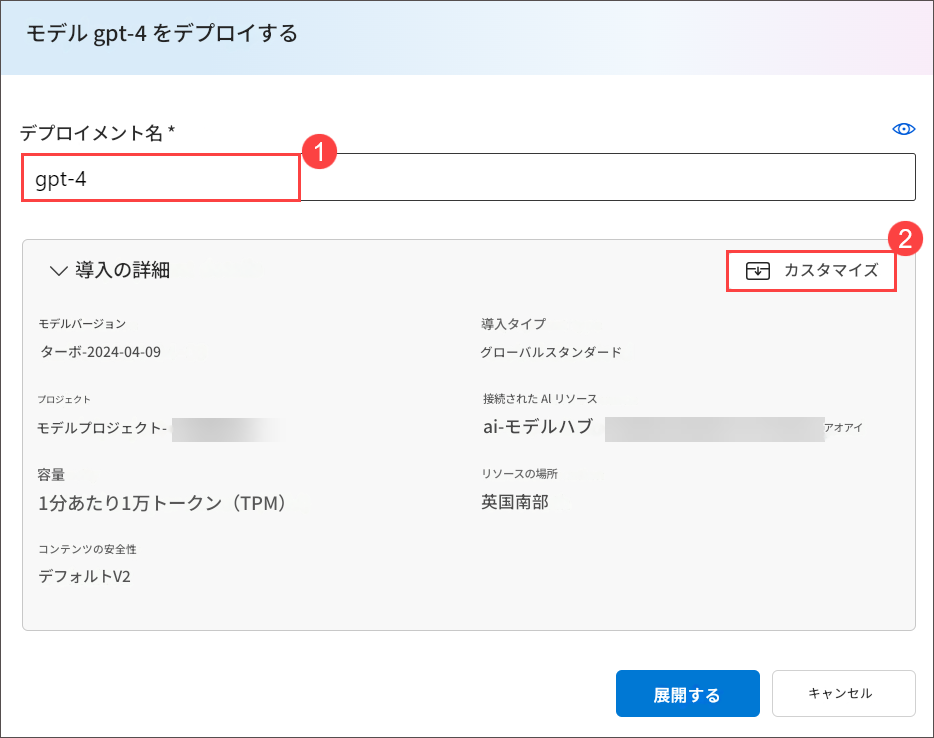 モデル gpt-4 をデプロイする
デプロイメント名 *
1
gpt-4
2
導入の詳細
カスタマイズ
モデルバージョン
導入タイプ
ターボ-2024-04-09
グローバルスタンダード
プロジェクト
接続された AI リソース
モデルプロジェクト-
ai-モデルハブ
アオアイ
容量
リソースの場所
1分あたり1万トークン（TPM）
英国南部
コンテンツの安全性
デフォルトV2
展開する
キャンセル